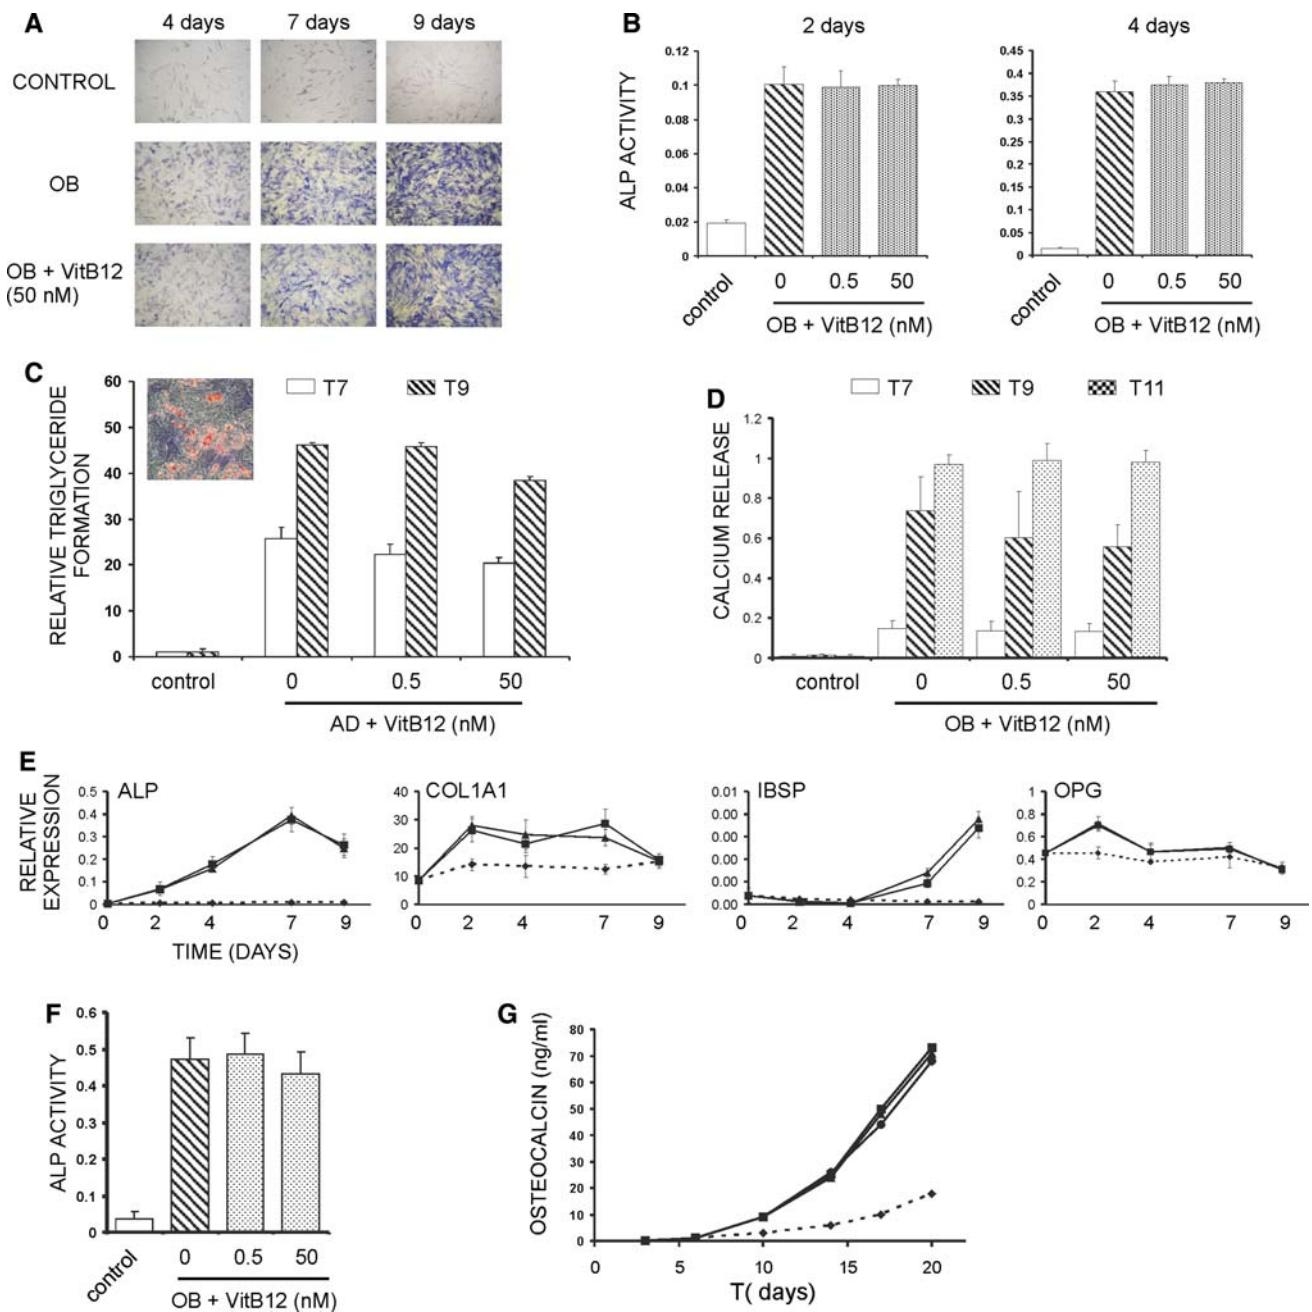 A
4 days 7 days 9 days
CONTROL
OB
OB + VitB12
(50 nM)
B
2 days 4 days
ALP ACTIVITY
0.12
0.1
0.08
0.06
0.04
0.02
0
control
0 0.5 50
OB + VitB12 (nM)
0.45
0.4
0.35
0.3
0.25
0.2
0.15
0.1
0.05
0
control
0 0.5 50
OB + VitB12 (nM)
C
RELATIVE TRIGLYCERIDE
FORMATION
60
50
40
30
20
10
0
T7 T9
control 0 0.5 50
AD + VitB12 (nM)
D
T7 T9 T11
CALCIUM RELEASE
1.2
1
0.8
0.6
0.4
0.2
0
control 0 0.5 50
OB + VitB12 (nM)
E
RELATIVE
EXPRESSION
ALP
0.5
0.4
0.3
0.2
0.1
0
0 2 4 7 9
TIME (DAYS)
COL1A1
40
30
20
10
0
0 2 4 7 9
IBSP
0.01
0.01
0.00
0.00
0.00
0.00
0 2 4 7 9
OPG
1
0.8
0.6
0.4
0.2
0
0 2 4 7 9
F
ALP ACTIVITY
0.6
0.5
0.4
0.3
0.2
0.1
0
control
0 0.5 50
OB + VitB12 (nM)
G
OSTEOCALCIN (ng/ml)
80
70
60
50
40
30
20
10
0
0 5 10 15 20
T( days)